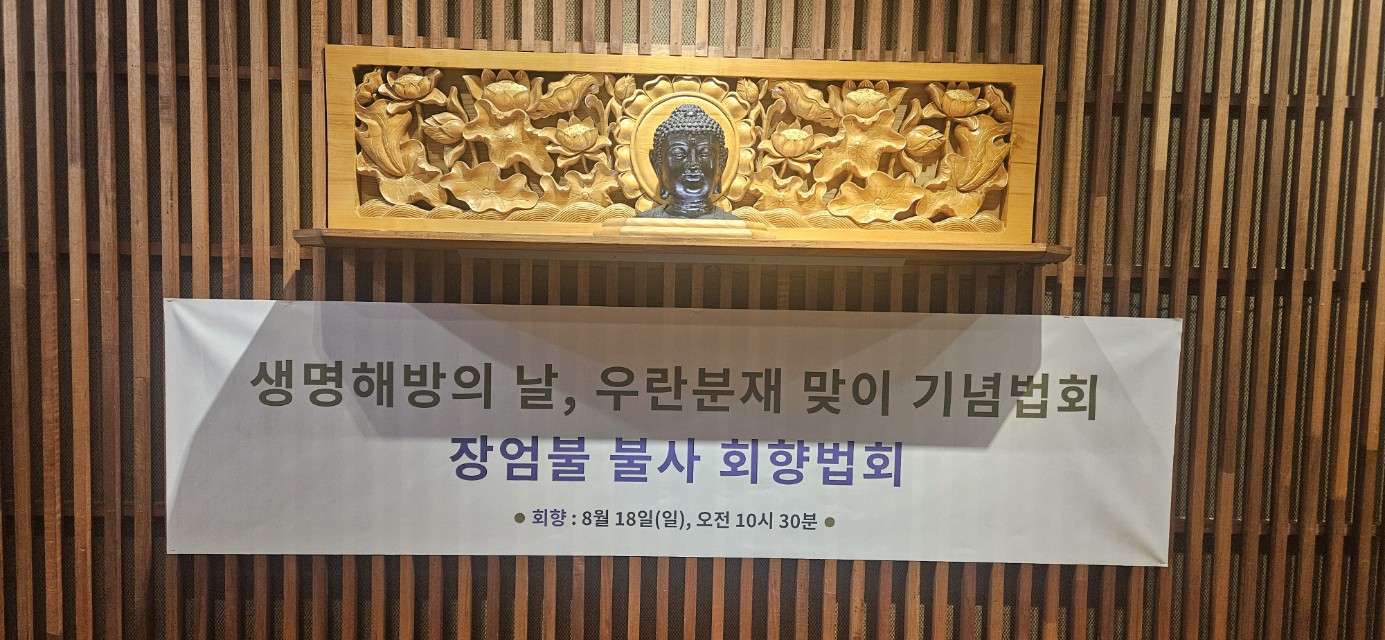 생명해방의 날, 우란분재 맞이 기념법회
장엄불 불사 회향법회
● 회향 : 8월 18일(일), 오전 10시 30분 ●